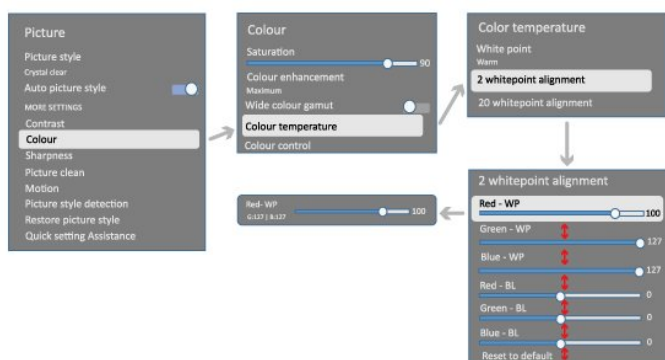 Picture
Picture style
Crystal clear
Auto picture style
MORE SETTINGS
Contrast
Colour
Sharpness
Picture clean
Motion
Picture style detection
Restore picture style
Quick setting Assistance
Colour
Saturation
90
Colour enhancement
Maximum
Wide colour gamut
Colour temperature
Colour control
Color temperature
White point
Warm
2 whitepoint alignment
20 whitepoint alignment
2 whitepoint alignment
Red - WP
100
Green - WP
127
Blue - WP
127
Red - BL
0
Green - BL
0
Blue - BL
0
Reset to default
Red- WP
G:127 | B:127
100